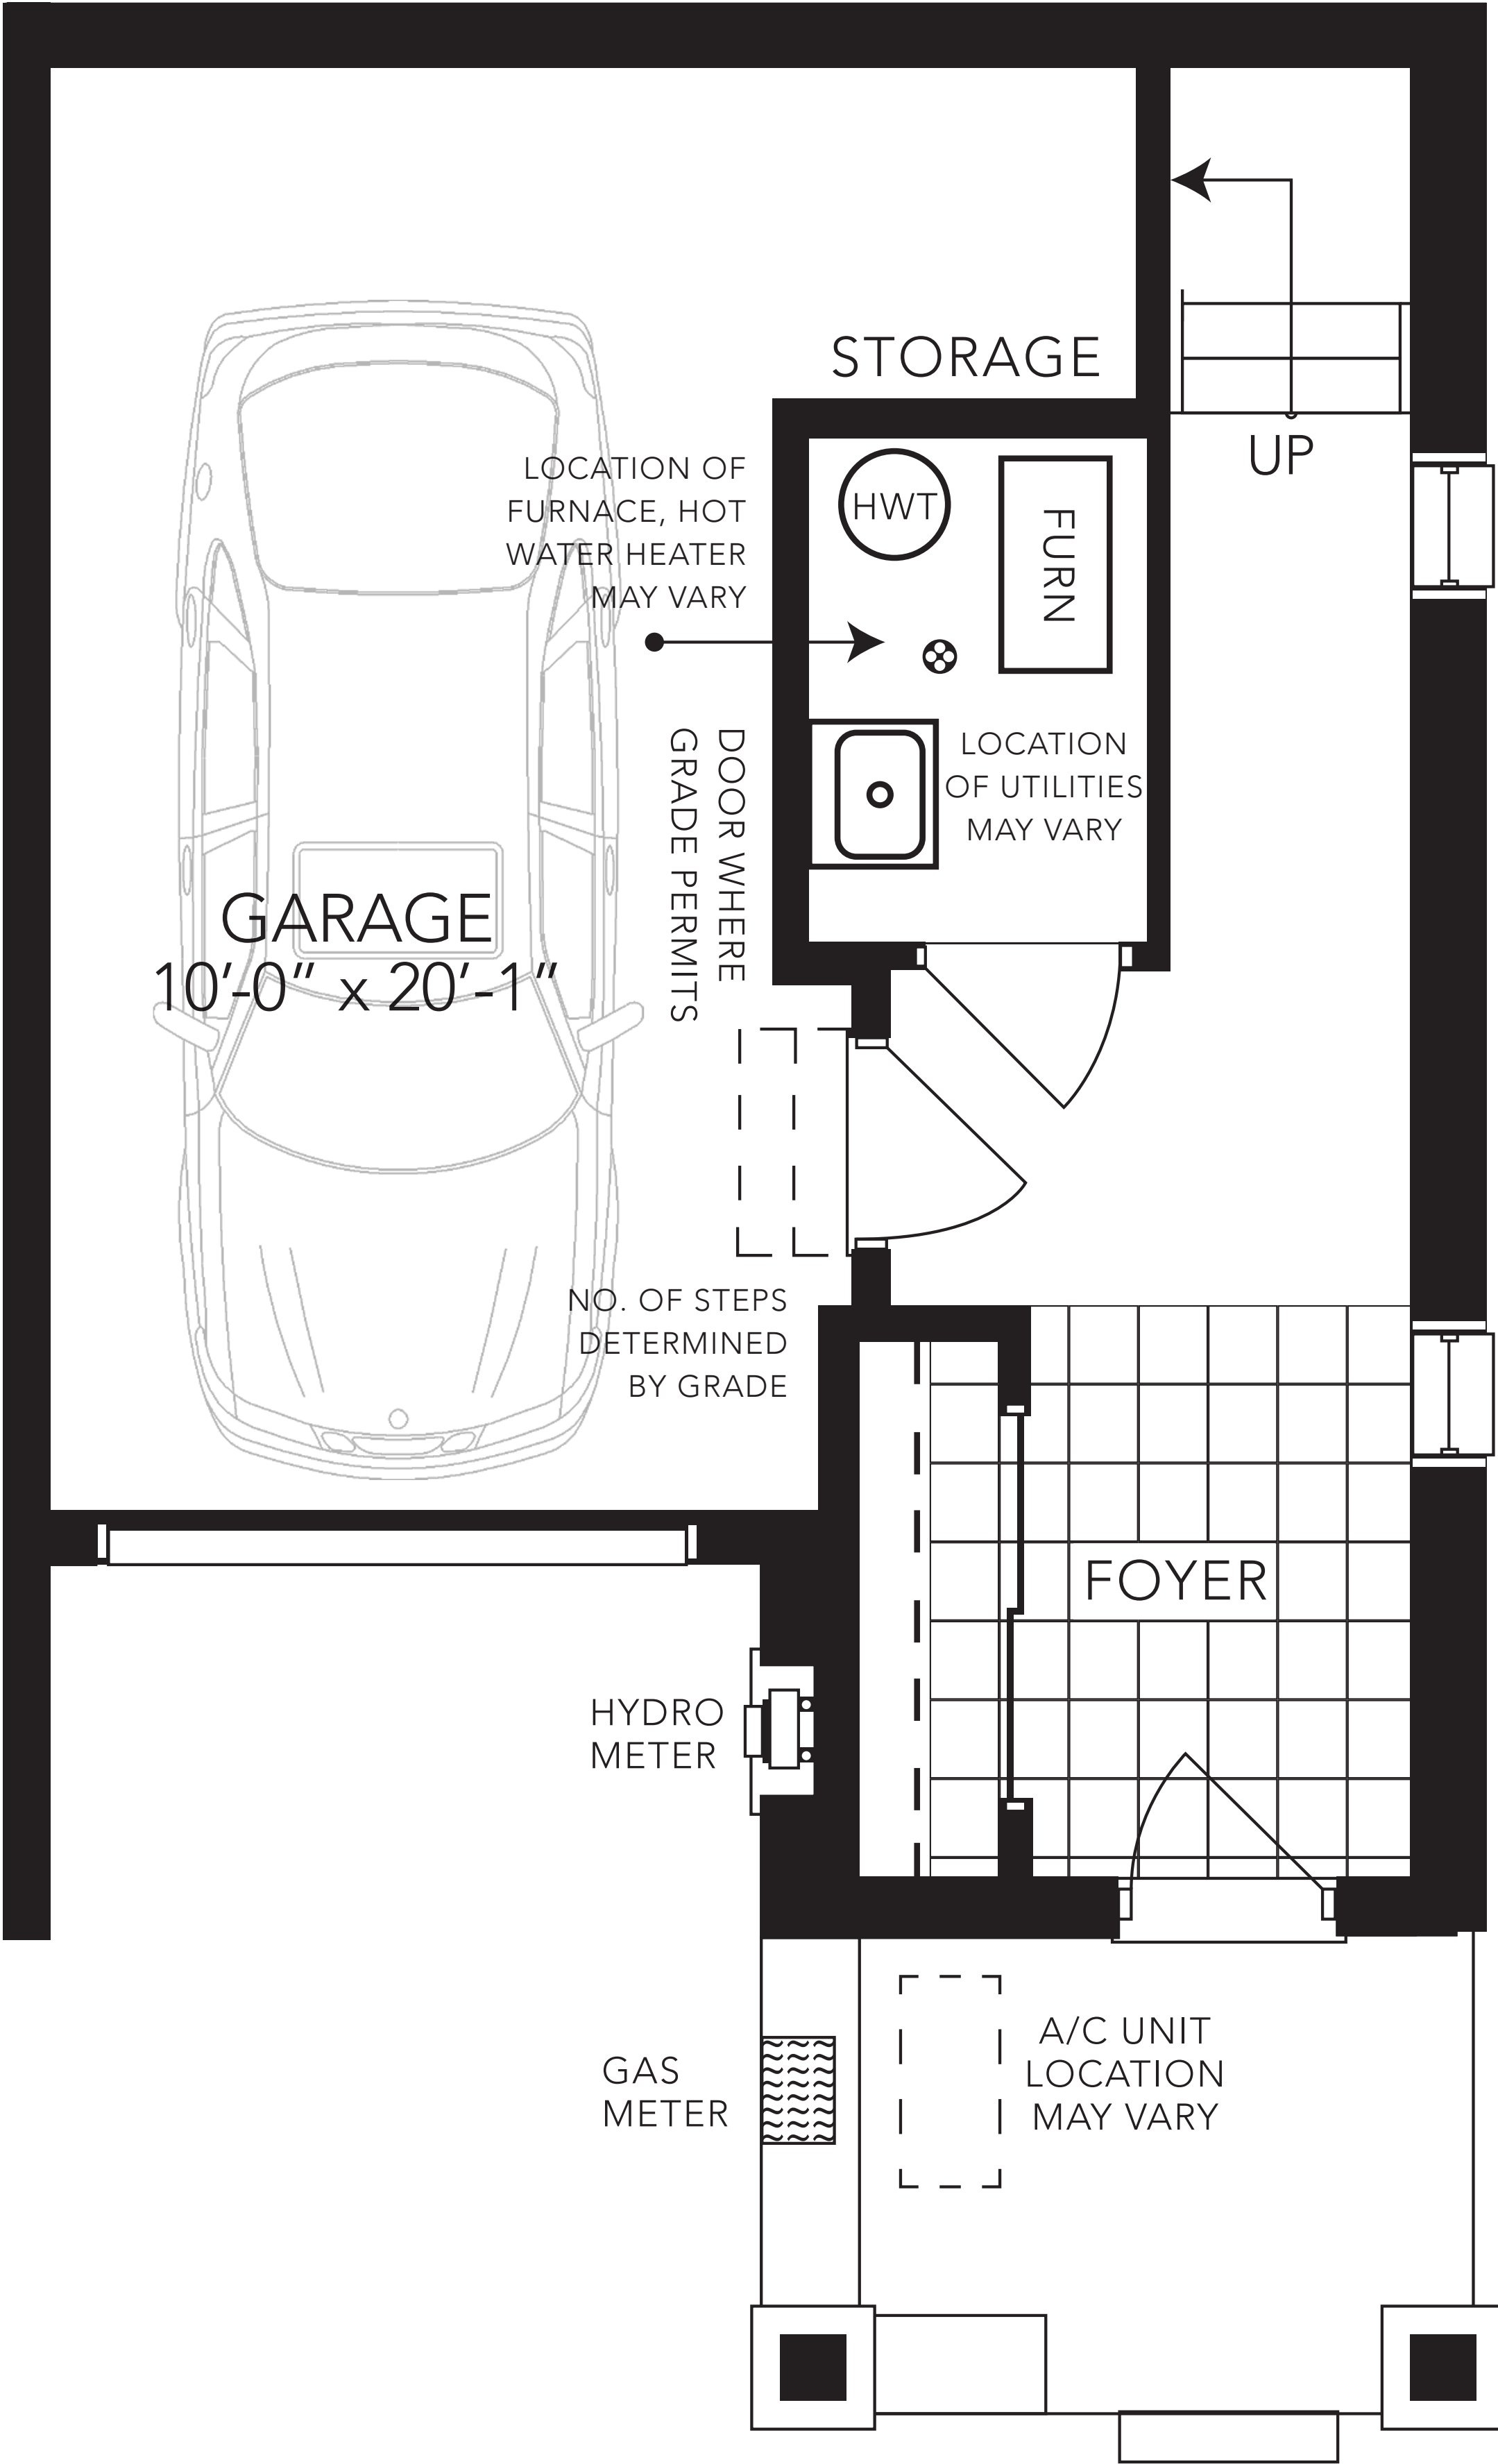 STORAGE
UP
LOCATION OF
FURNACE, HOT
WATER HEATER
MAY VARY
HWT
FURN
LOCATION
OF UTILITIES
MAY VARY
DOOR WHERE
GRADE PERMITS
GARAGE
10’-0” x 20’-1”
NO. OF STEPS
DETERMINED
BY GRADE
FOYER
HYDRO
METER
GAS
METER
A/C UNIT
LOCATION
MAY VARY